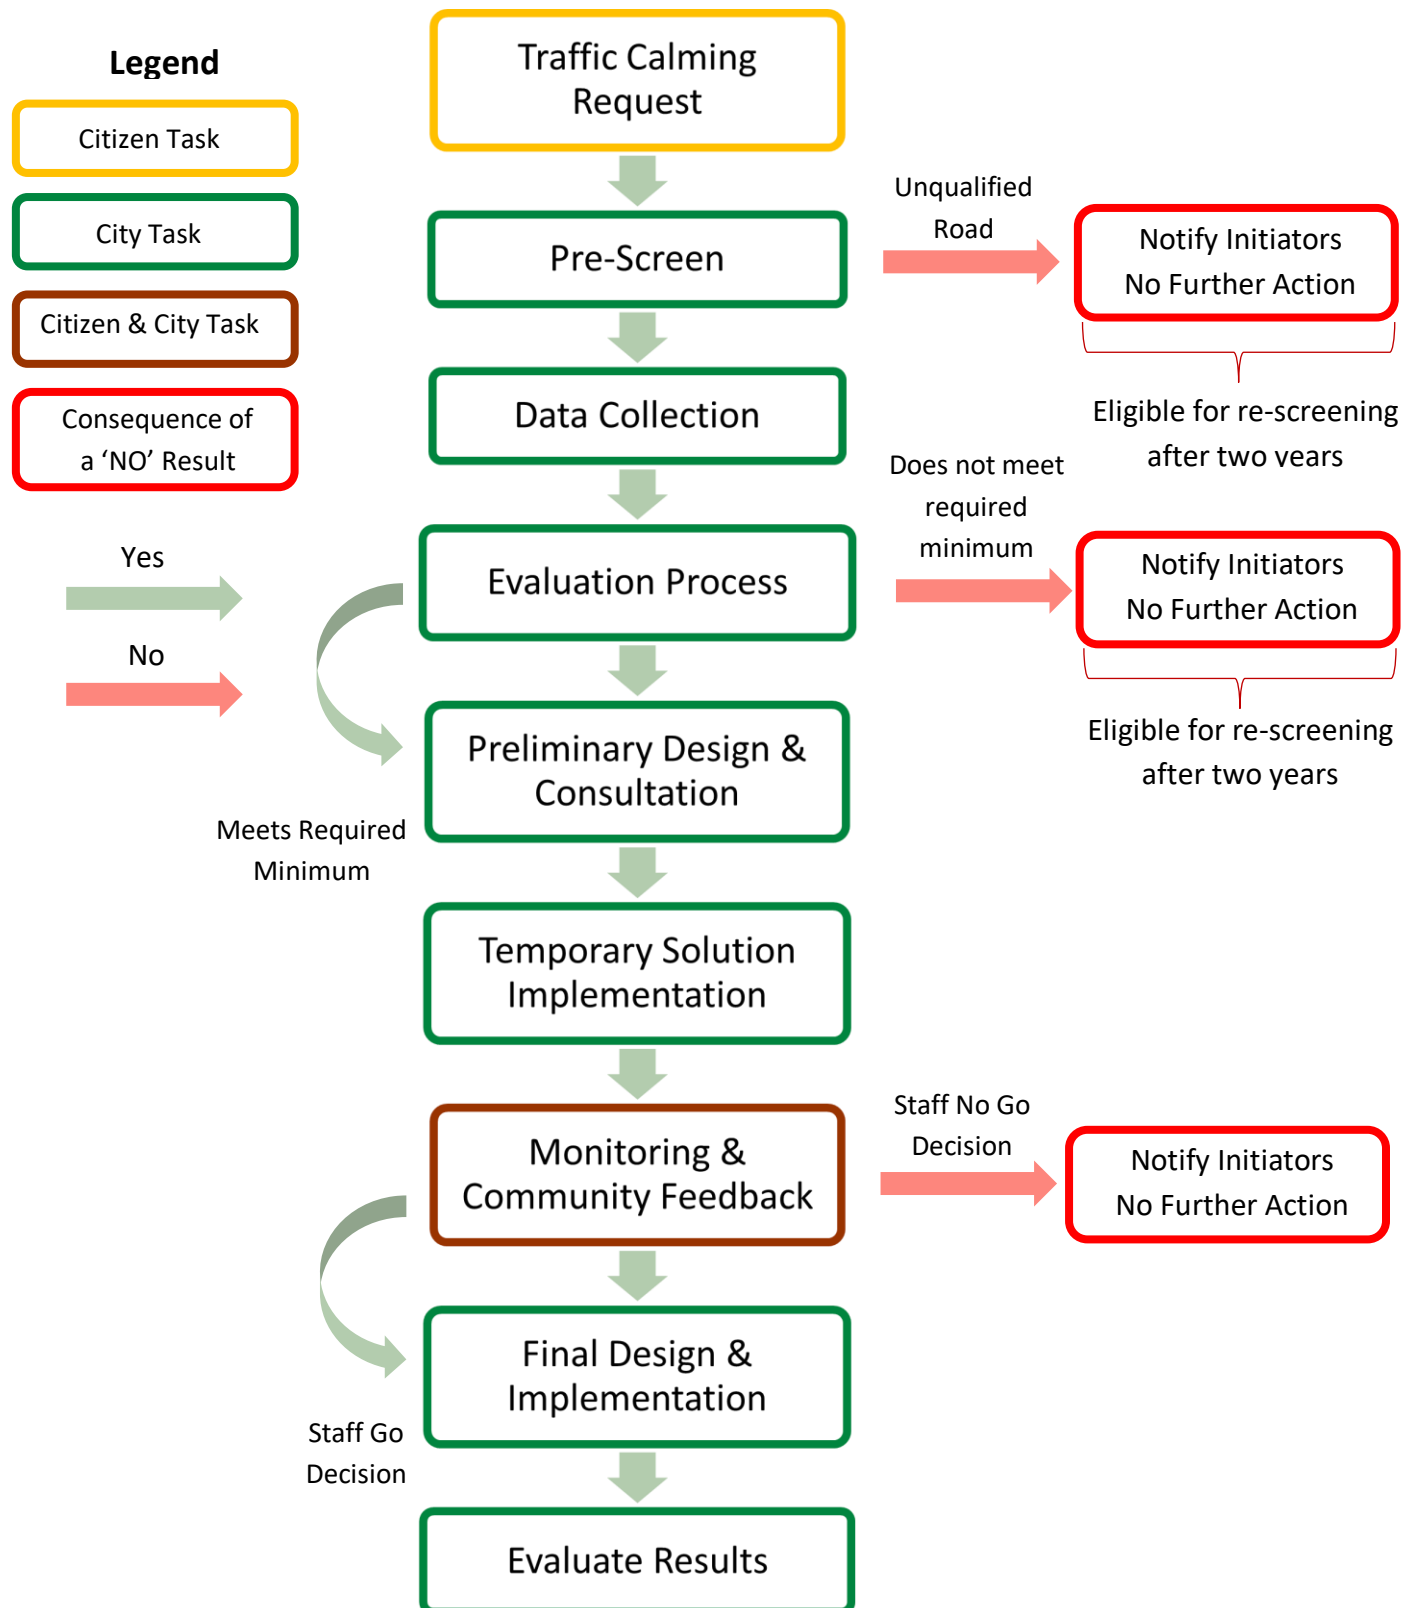 Legend
Citizen Task
City Task
Citizen & City Task
Consequence of
a ‘NO’ Result
Yes
No
Traffic Calming
Request
Pre-Screen
Unqualified
Road
Notify Initiators
No Further Action
Eligible for re-screening
after two years
Data Collection
Evaluation Process
Does not meet
required
minimum
Notify Initiators
No Further Action
Eligible for re-screening
after two years
Meets Required
Minimum
Preliminary Design &
Consultation
Temporary Solution
Implementation
Monitoring &
Community Feedback
Staff No Go
Decision
Notify Initiators
No Further Action
Staff Go
Decision
Final Design &
Implementation
Evaluate Results